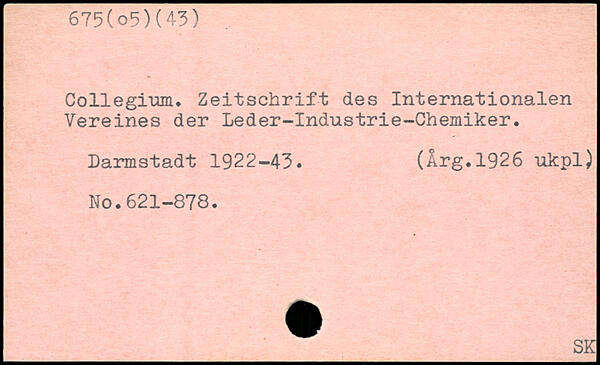 675(o5)(43)
Collegium. Zeitschrift des Internationalen
Vereines der Leder-Industrie-Chemiker.
Darmstadt 1922-43. (Årg.1926 ukpl)
No.621-878.
SK